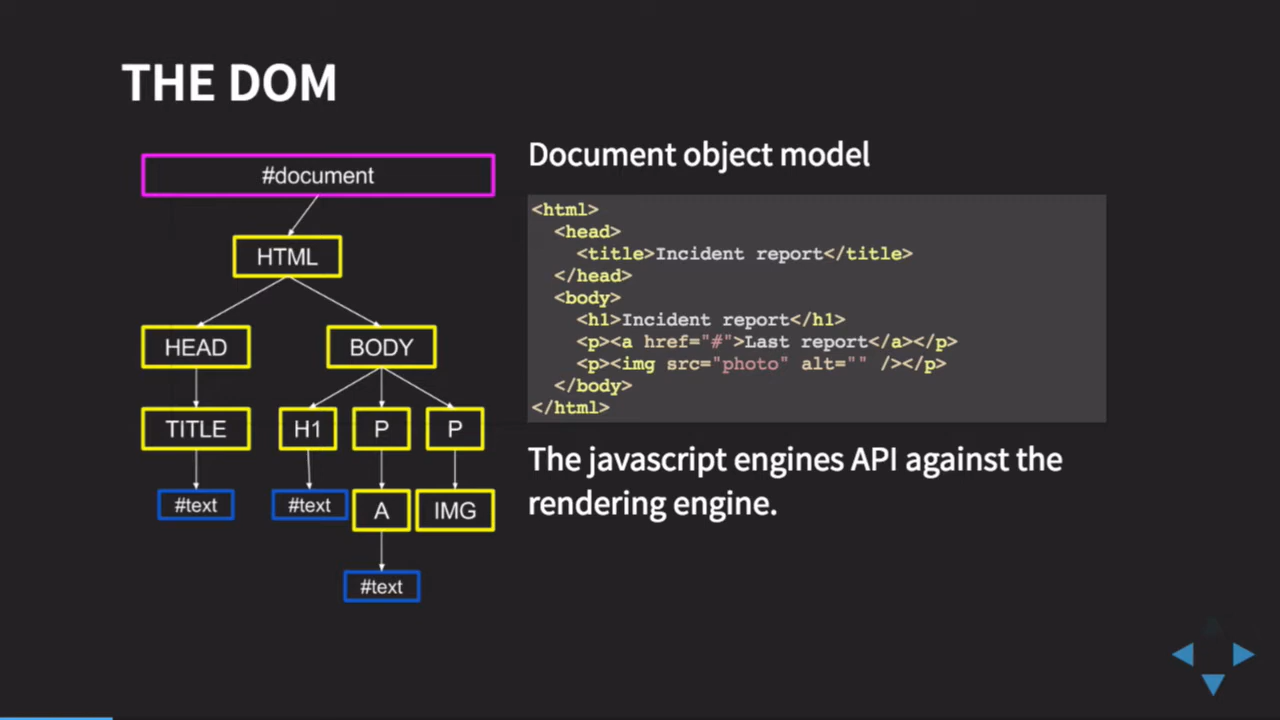 THE DOM
#document
HTML
HEAD
BODY
TITLE
H1
P
P
#text
#text
A
IMG
#text
Document object model
<html>
  <head>
    <title>Incident report</title>
  </head>
  <body>
    <h1>Incident report</h1>
    <p><a href="#">Last report</a></p>
    <p><img src="photo" alt="" /></p>
  </body>
</html>
The javascript engines API against the
rendering engine.